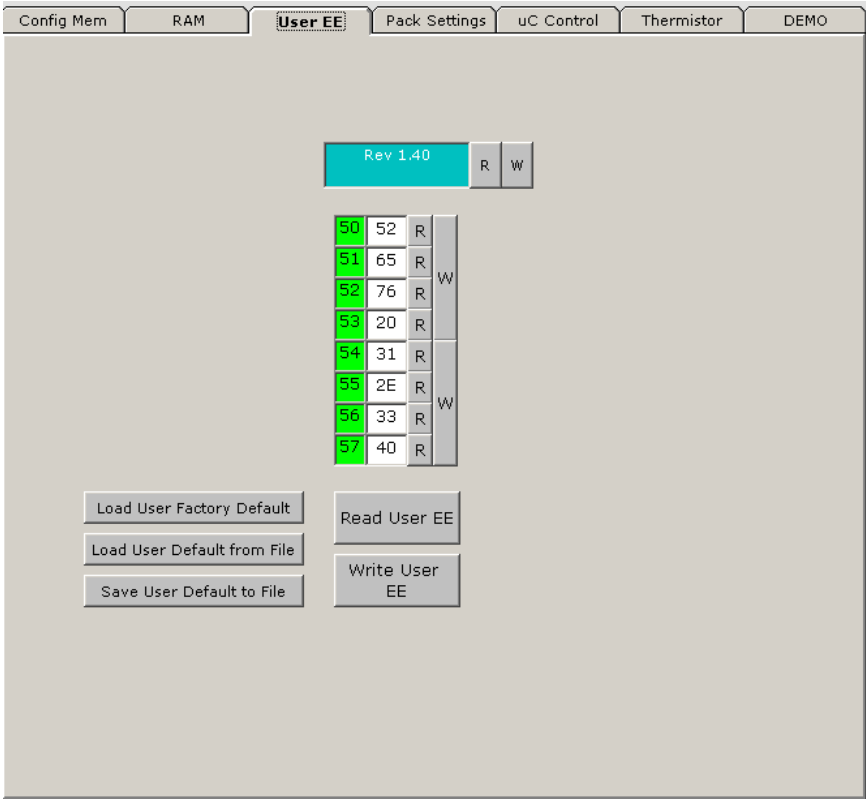 Config Mem RAM User EE Pack Settings uC Control Thermistor DEMO
Rev 1.40 R W
50 52 R
51 65 R
W
52 76 R
53 20 R
54 31 R
55 2E R
W
56 33 R
57 40 R
Load User Factory Default
Load User Default from File
Save User Default to File
Read User EE
Write User
EE